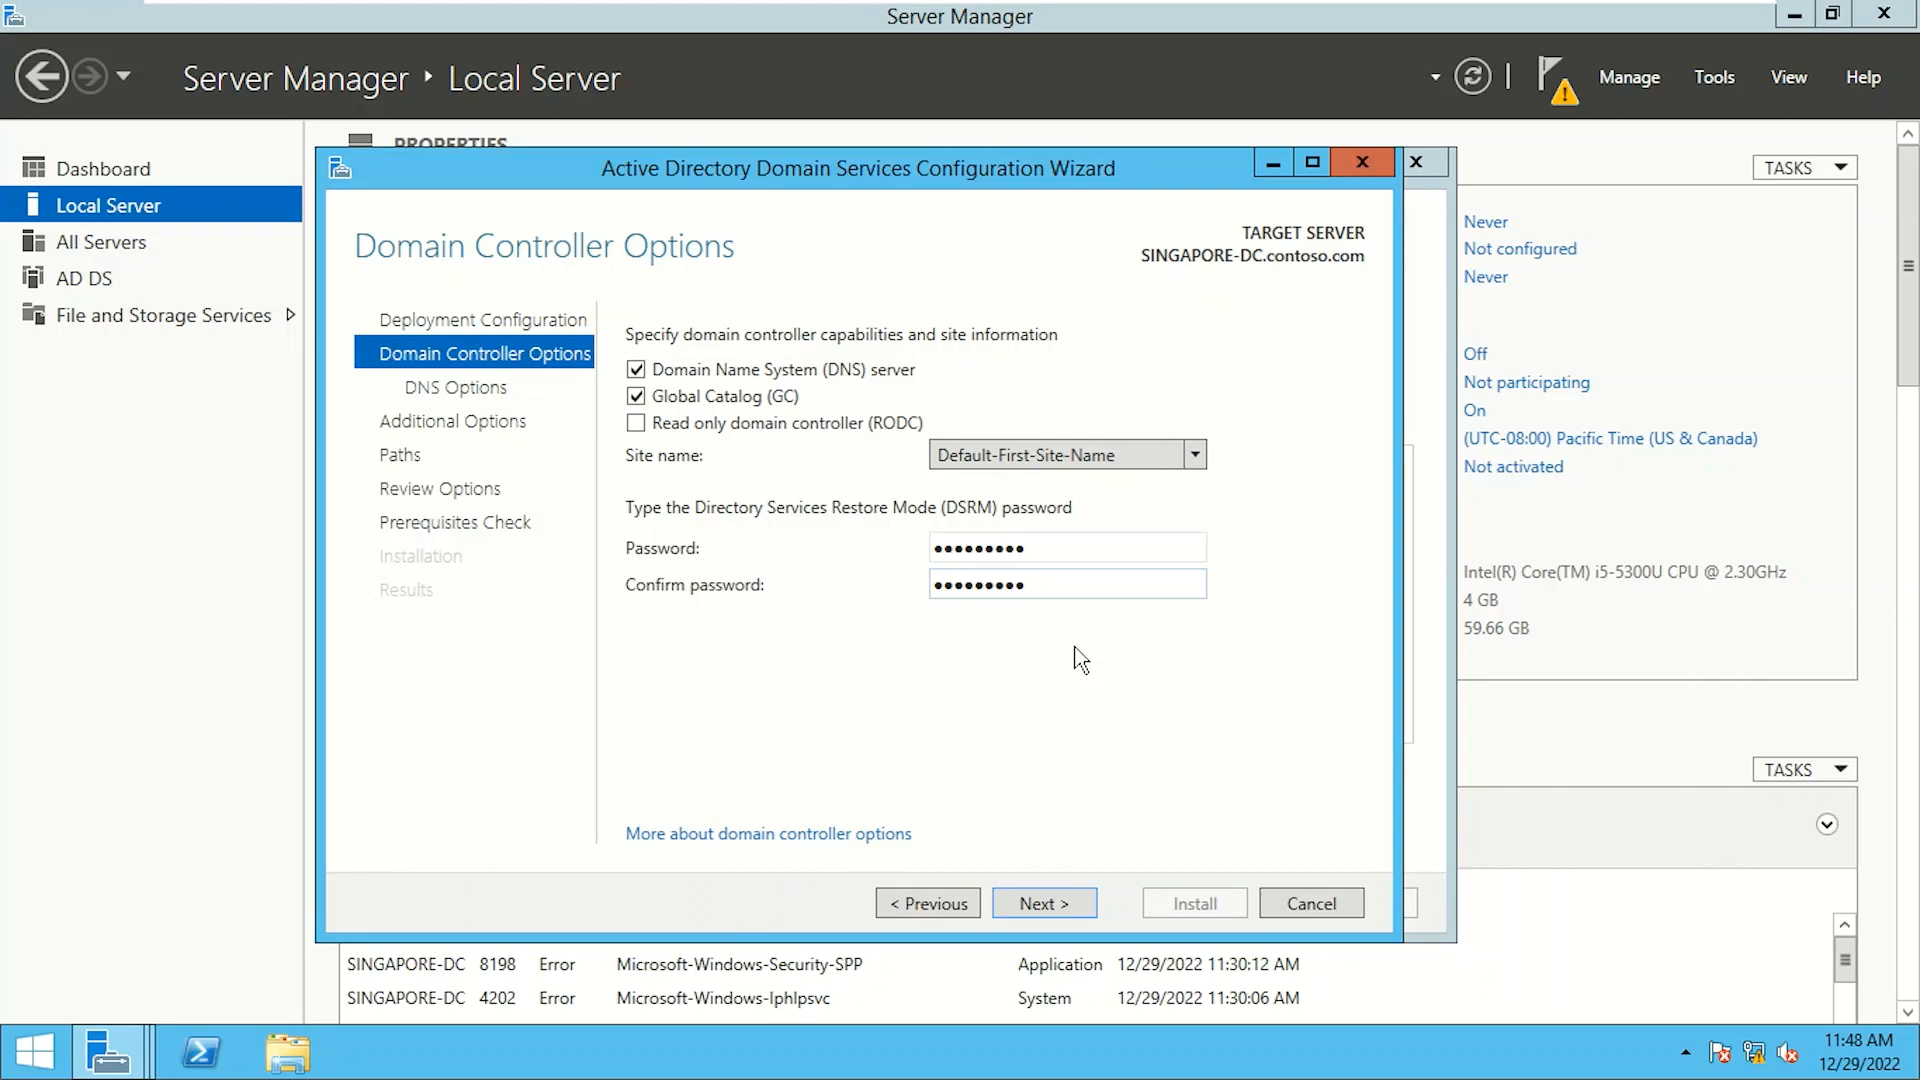 Server Manager
Server Manager ‣ Local Server
Manage Tools View Help
Dashboard
Local Server
All Servers
AD DS
File and Storage Services
PROPERTIES
TASKS
Active Directory Domain Services Configuration Wizard
Domain Controller Options
TARGET SERVER
SINGAPORE-DC.contoso.com
Deployment Configuration
Domain Controller Options
DNS Options
Additional Options
Paths
Review Options
Prerequisites Check
Installation
Results
Specify domain controller capabilities and site information
Domain Name System (DNS) server
Global Catalog (GC)
Read only domain controller (RODC)
Site name: Default-First-Site-Name
Type the Directory Services Restore Mode (DSRM) password
Password: •••••••••
Confirm password: •••••••••
More about domain controller options
< Previous Next > Install Cancel
Never
Not configured
Never
Off
Not participating
On
(UTC-08:00) Pacific Time (US & Canada)
Not activated
Intel(R) Core(TM) i5-5300U CPU @ 2.30GHz
4 GB
59.66 GB
TASKS
SINGAPORE-DC 8198 Error Microsoft-Windows-Security-SPP Application 12/29/2022 11:30:12 AM
SINGAPORE-DC 4202 Error Microsoft-Windows-Iphlpsvc System 12/29/2022 11:30:06 AM
11:48 AM
12/29/2022